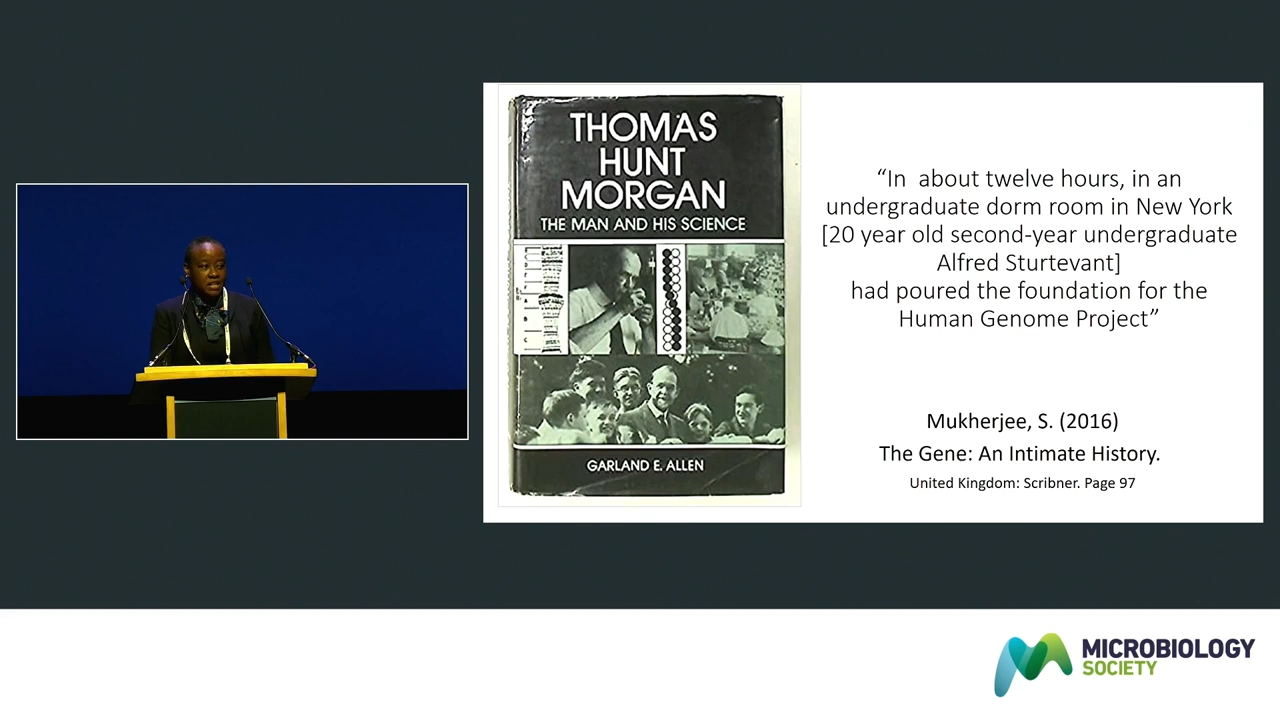 THOMAS
HUNT
MORGAN
THE MAN AND HIS SCIENCE
GARLAND E. ALLEN
“In  about twelve hours, in an
undergraduate dorm room in New York
[20 year old second-year undergraduate
Alfred Sturtevant]
had poured the foundation for the
Human Genome Project”
Mukherjee, S. (2016)
The Gene: An Intimate History.
United Kingdom: Scribner. Page 97
MICROBIOLOGY
SOCIETY